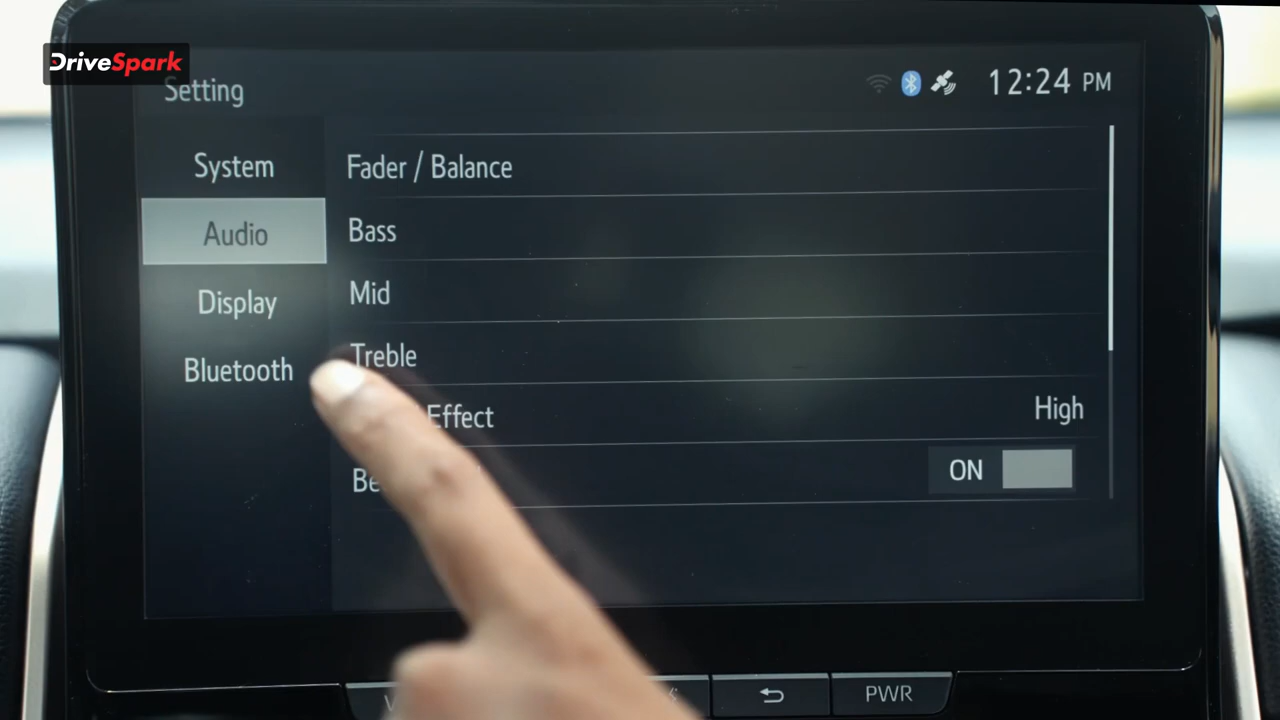 DriveSpark
Setting
12:24 PM
System
Audio
Display
Bluetooth
Fader / Balance
Bass
Mid
Treble
Effect
High
ON
PWR